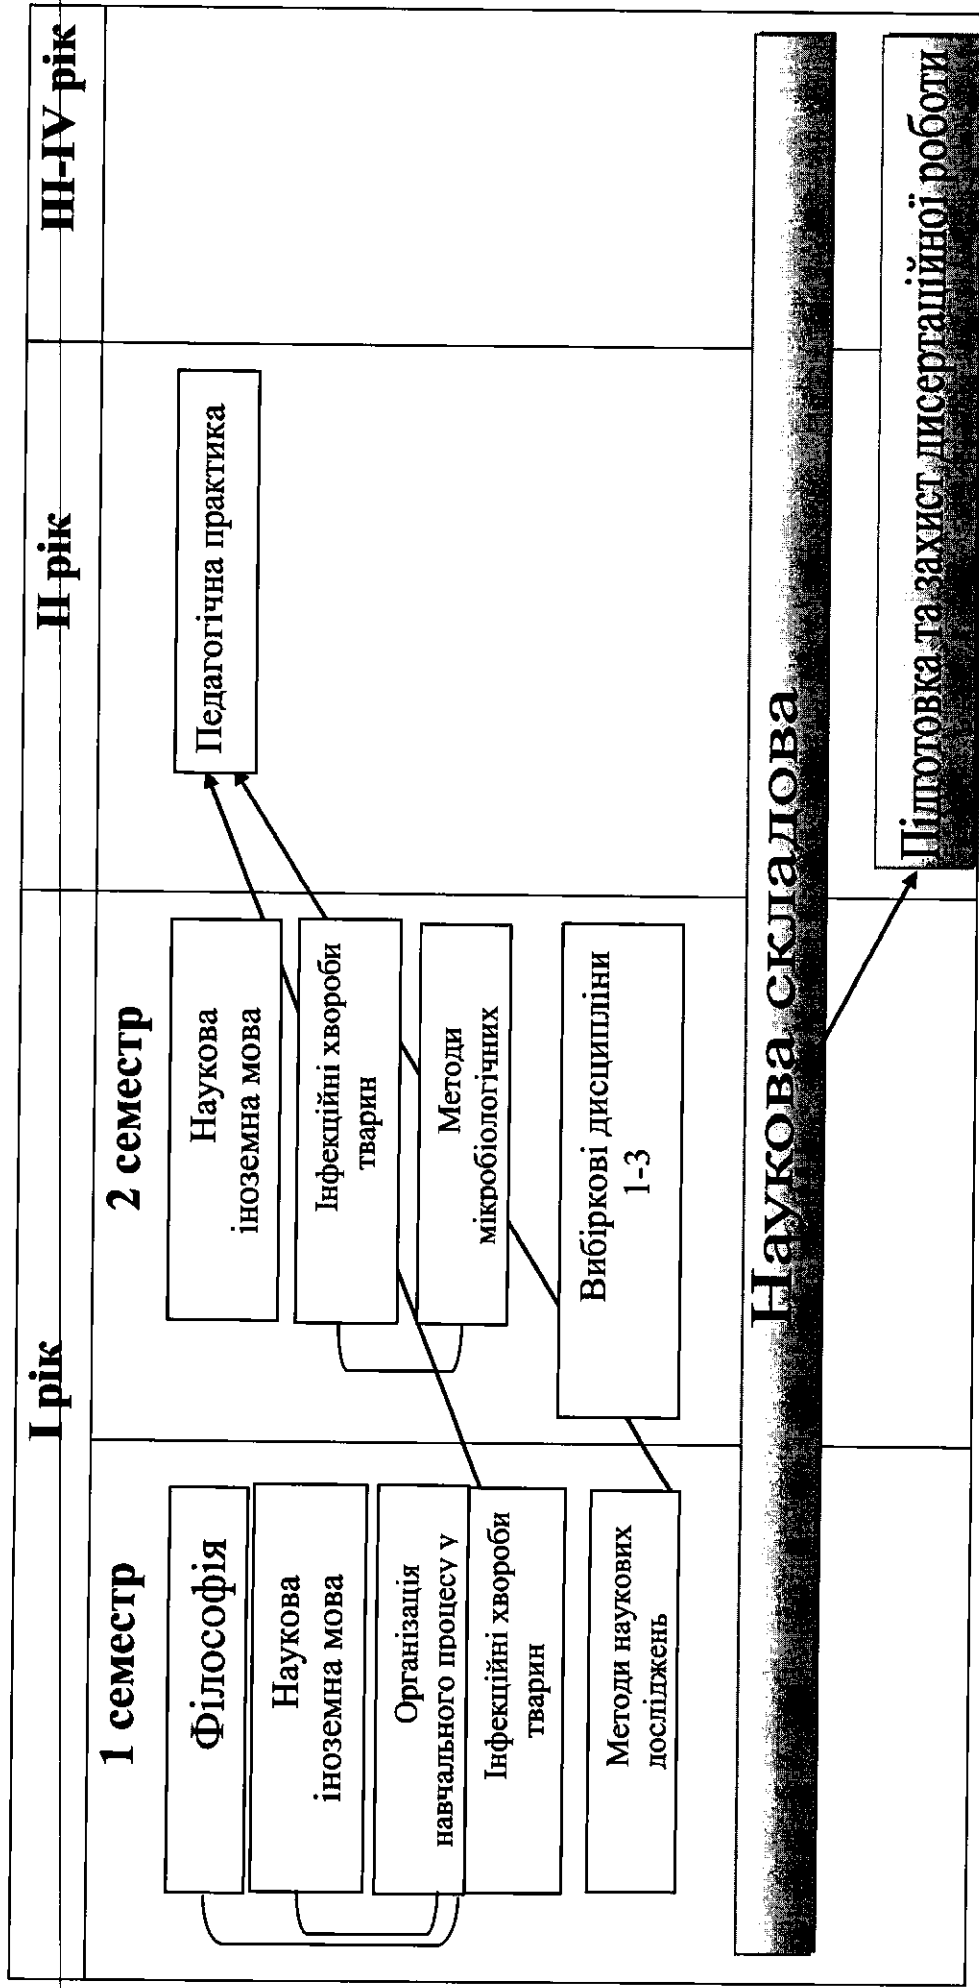 І рік
ІІ рік
ІІІ-IV рік
1 семестр
2 семестр
Філософія
Наукова
іноземна мова
Організація
навчального процесу у
Інфекційні хвороби
тварин
Методи наукових
досліджень
Наукова
іноземна мова
Інфекційні хвороби
тварин
Методи
мікробіологічних
Вибіркові дисципліни
1-3
Педагогічна практика
Наукова складова
Підготовка та захист дисертаційної роботи